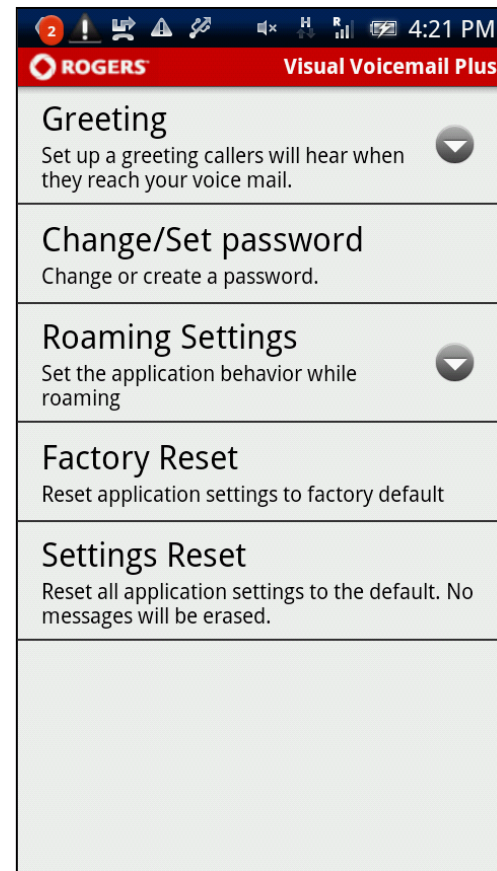 2 H R 4:21 PM
ROGERS Visual Voicemail Plus
Greeting
Set up a greeting callers will hear when
they reach your voice mail.
Change/Set password
Change or create a password.
Roaming Settings
Set the application behavior while
roaming
Factory Reset
Reset application settings to factory default
Settings Reset
Reset all application settings to the default. No
messages will be erased.